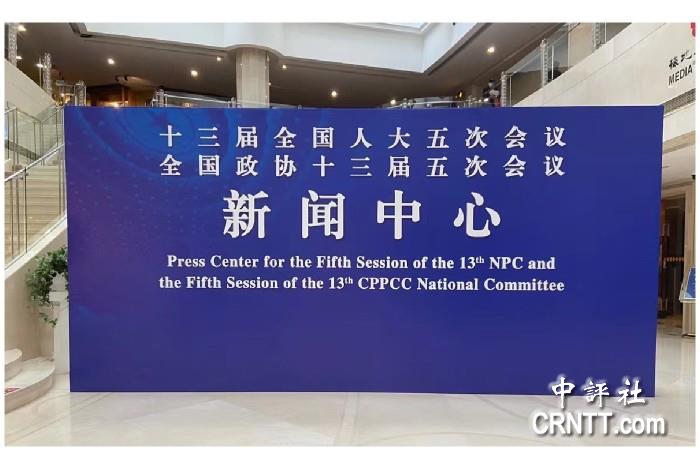 十三届全国人大五次会议
全国政协十三届五次会议
新闻中心
Press Center for the Fifth Session of the 13th NPC and
the Fifth Session of the 13th CPPCC National Committee
MEDIA
中評社
CRNTT.com